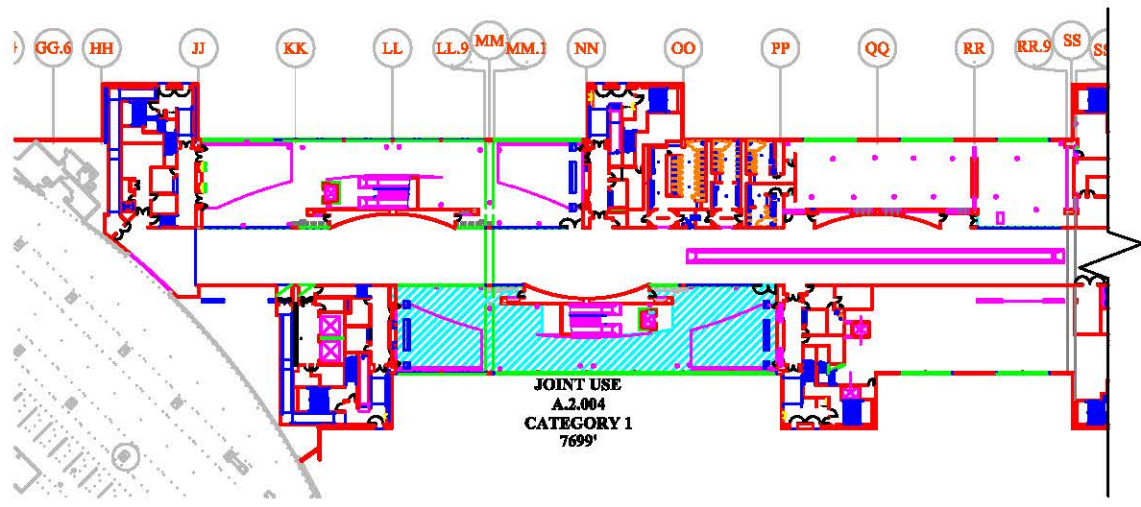 GG.6 HH JJ KK LL LL.9 MM MM.1 NN OO PP QQ RR RR.9 SS
JOINT USE
A.2.004
CATEGORY 1
7699'